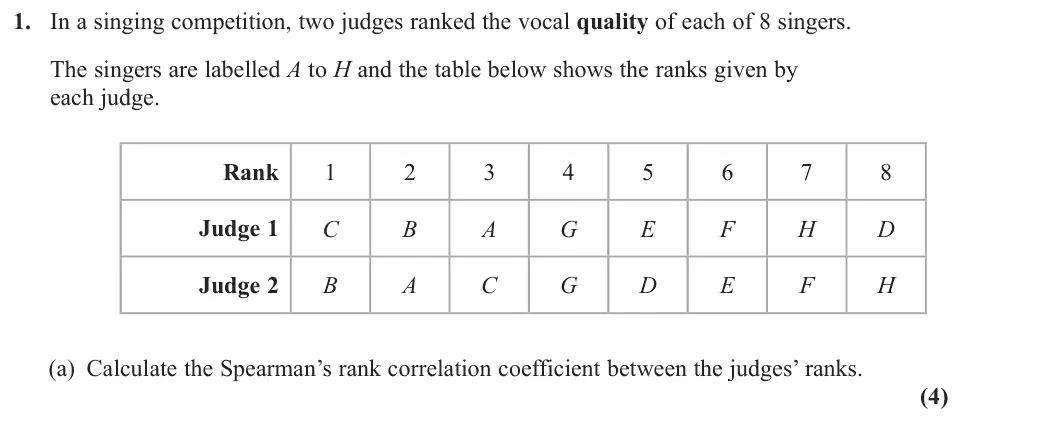 1. In a singing competition, two judges ranked the vocal quality of each of 8 singers.
The singers are labelled A to H and the table below shows the ranks given by
each judge.
Rank 1 2 3 4 5 6 7 8
Judge 1 C B A G E F H D
Judge 2 B A C G D E F H
(a) Calculate the Spearman’s rank correlation coefficient between the judges’ ranks.
(4)